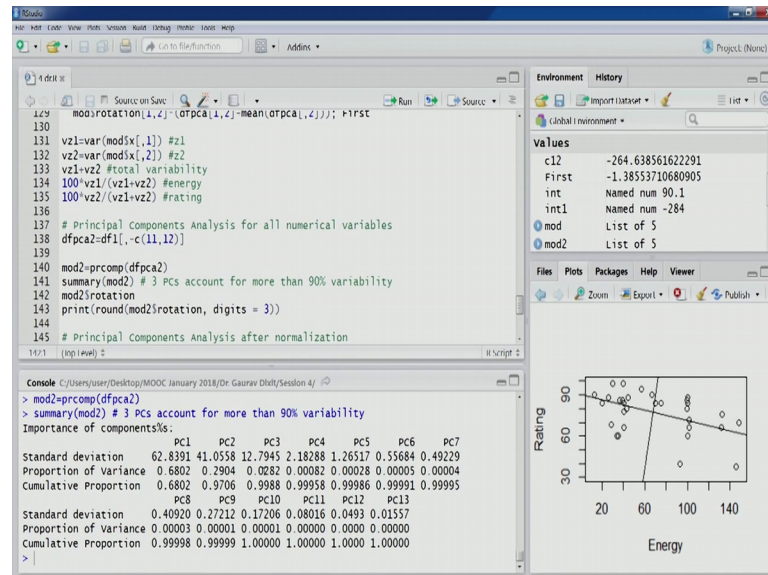 RStudio
File Edit Code View Plots Session Build Debug Profile Tools Help
Go to file/function Addins
Project: (None)
4 dr.R
Source on Save Run Source
129 mod$rotation[1,2]*(dfpca[1,2]-mean(dfpca[,2])); First
130
131 vz1=var(mod$x[,1]) #z1
132 vz2=var(mod$x[,2]) #z2
133 vz1+vz2 #total variability
134 100*vz1/(vz1+vz2) #energy
135 100*vz2/(vz1+vz2) #rating
136
137 # Principal Components Analysis for all numerical variables
138 dfpca2=df1[,-c(11,12)]
139
140 mod2=prcomp(dfpca2)
141 summary(mod2) # 3 PCs account for more than 90% variability
142 mod2$rotation
143 print(round(mod2$rotation, digits = 3))
144
145 # Principal Components Analysis after normalization
142:1 (Top Level) R Script
Console C:/Users/user/Desktop/MOOC January 2018/Dr. Gaurav Dixit/Session 4/
> mod2=prcomp(dfpca2)
> summary(mod2) # 3 PCs account for more than 90% variability
Importance of components%s:
PC1 PC2 PC3 PC4 PC5 PC6 PC7
Standard deviation 62.8391 41.0558 12.7945 2.18288 1.26517 0.55684 0.49229
Proportion of Variance 0.6802 0.2904 0.0282 0.00082 0.00028 0.00005 0.00004
Cumulative Proportion 0.6802 0.9706 0.9988 0.99958 0.99986 0.99991 0.99995
PC8 PC9 PC10 PC11 PC12 PC13
Standard deviation 0.40920 0.27212 0.17206 0.08016 0.0493 0.01557
Proportion of Variance 0.00003 0.00001 0.00001 0.00000 0.0000 0.00000
Cumulative Proportion 0.99998 0.99999 1.00000 1.00000 1.0000 1.00000
>
Environment History
Import Dataset List
Global Environment
Values
c12 -264.638561622291
First -1.38553710680905
int Named num 90.1
int1 Named num -284
mod List of 5
mod2 List of 5
Files Plots Packages Help Viewer
Zoom Export Publish
Rating
90
60
30
20 60 100 140
Energy